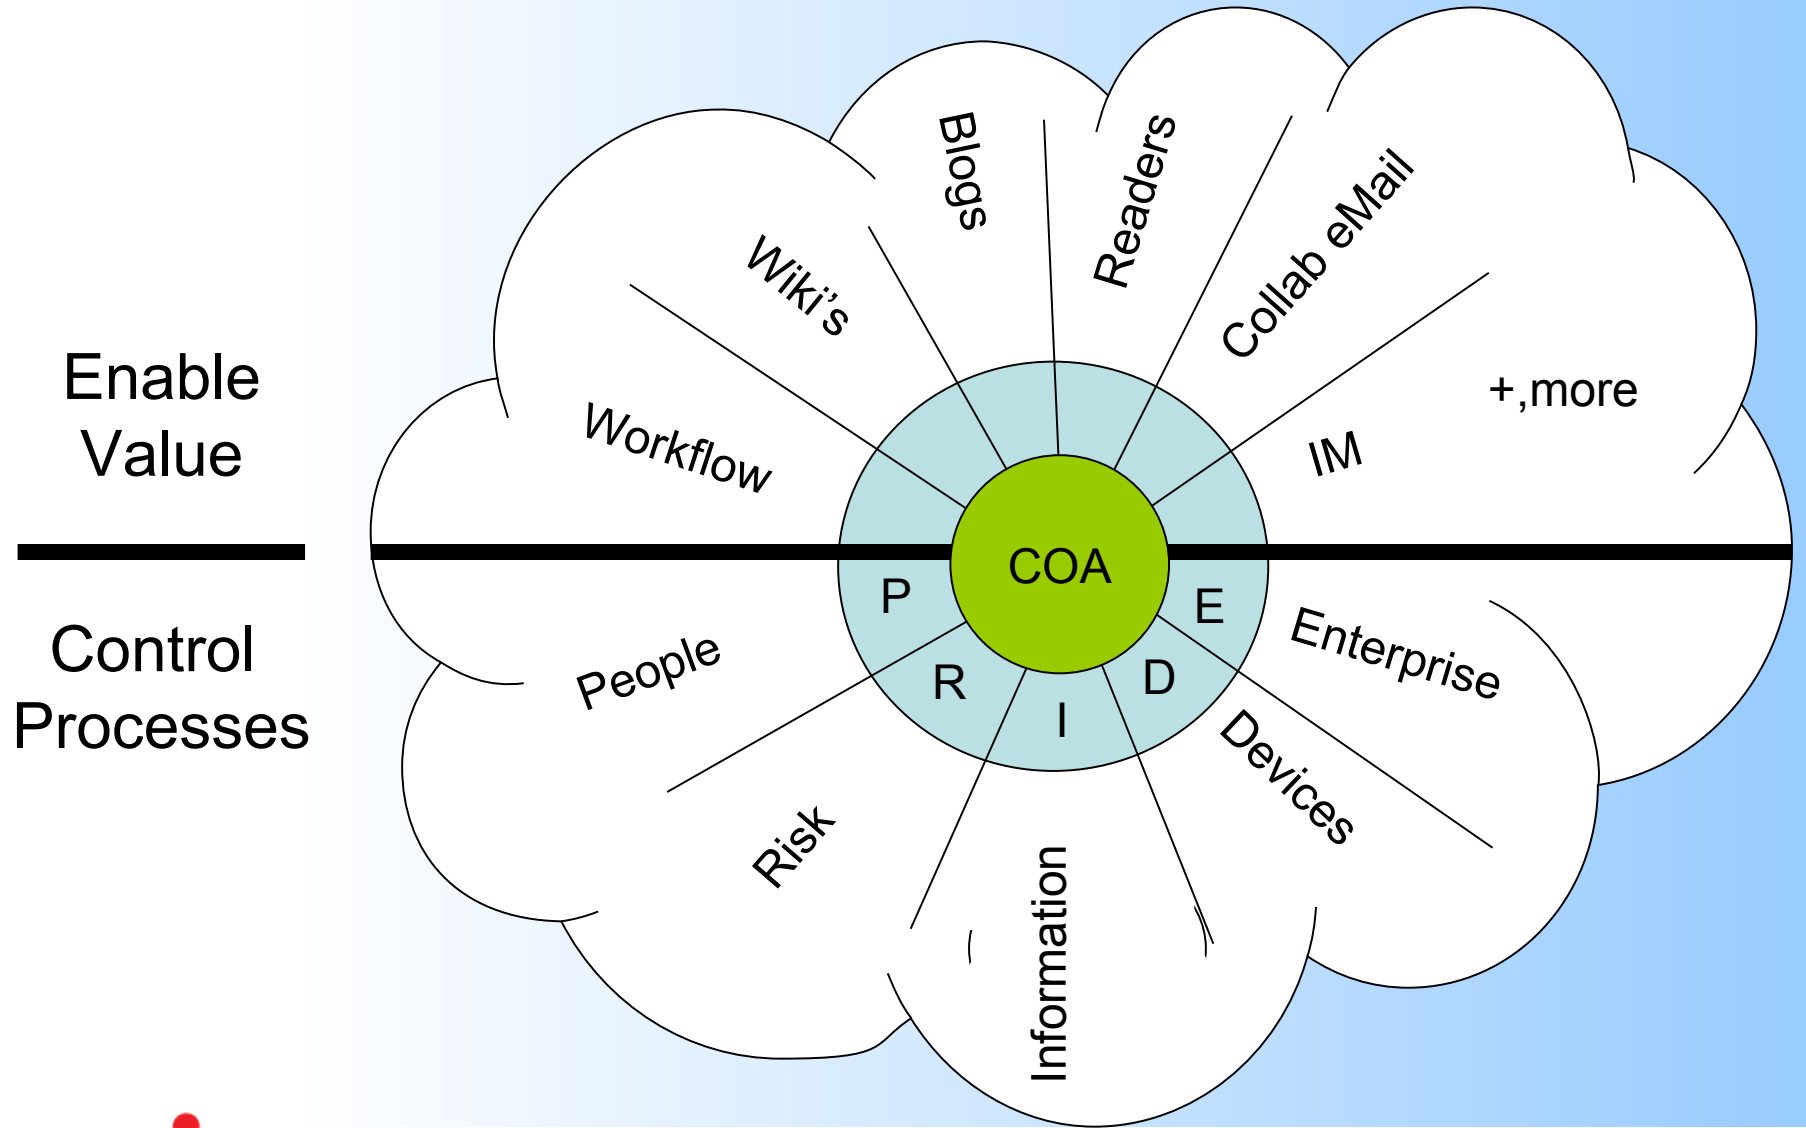 Enable
Value
Control
Processes
Workflow
Wiki's
Blogs
Readers
Collab eMail
IM
+,more
COA
P
R
I
D
E
People
Risk
Information
Devices
Enterprise